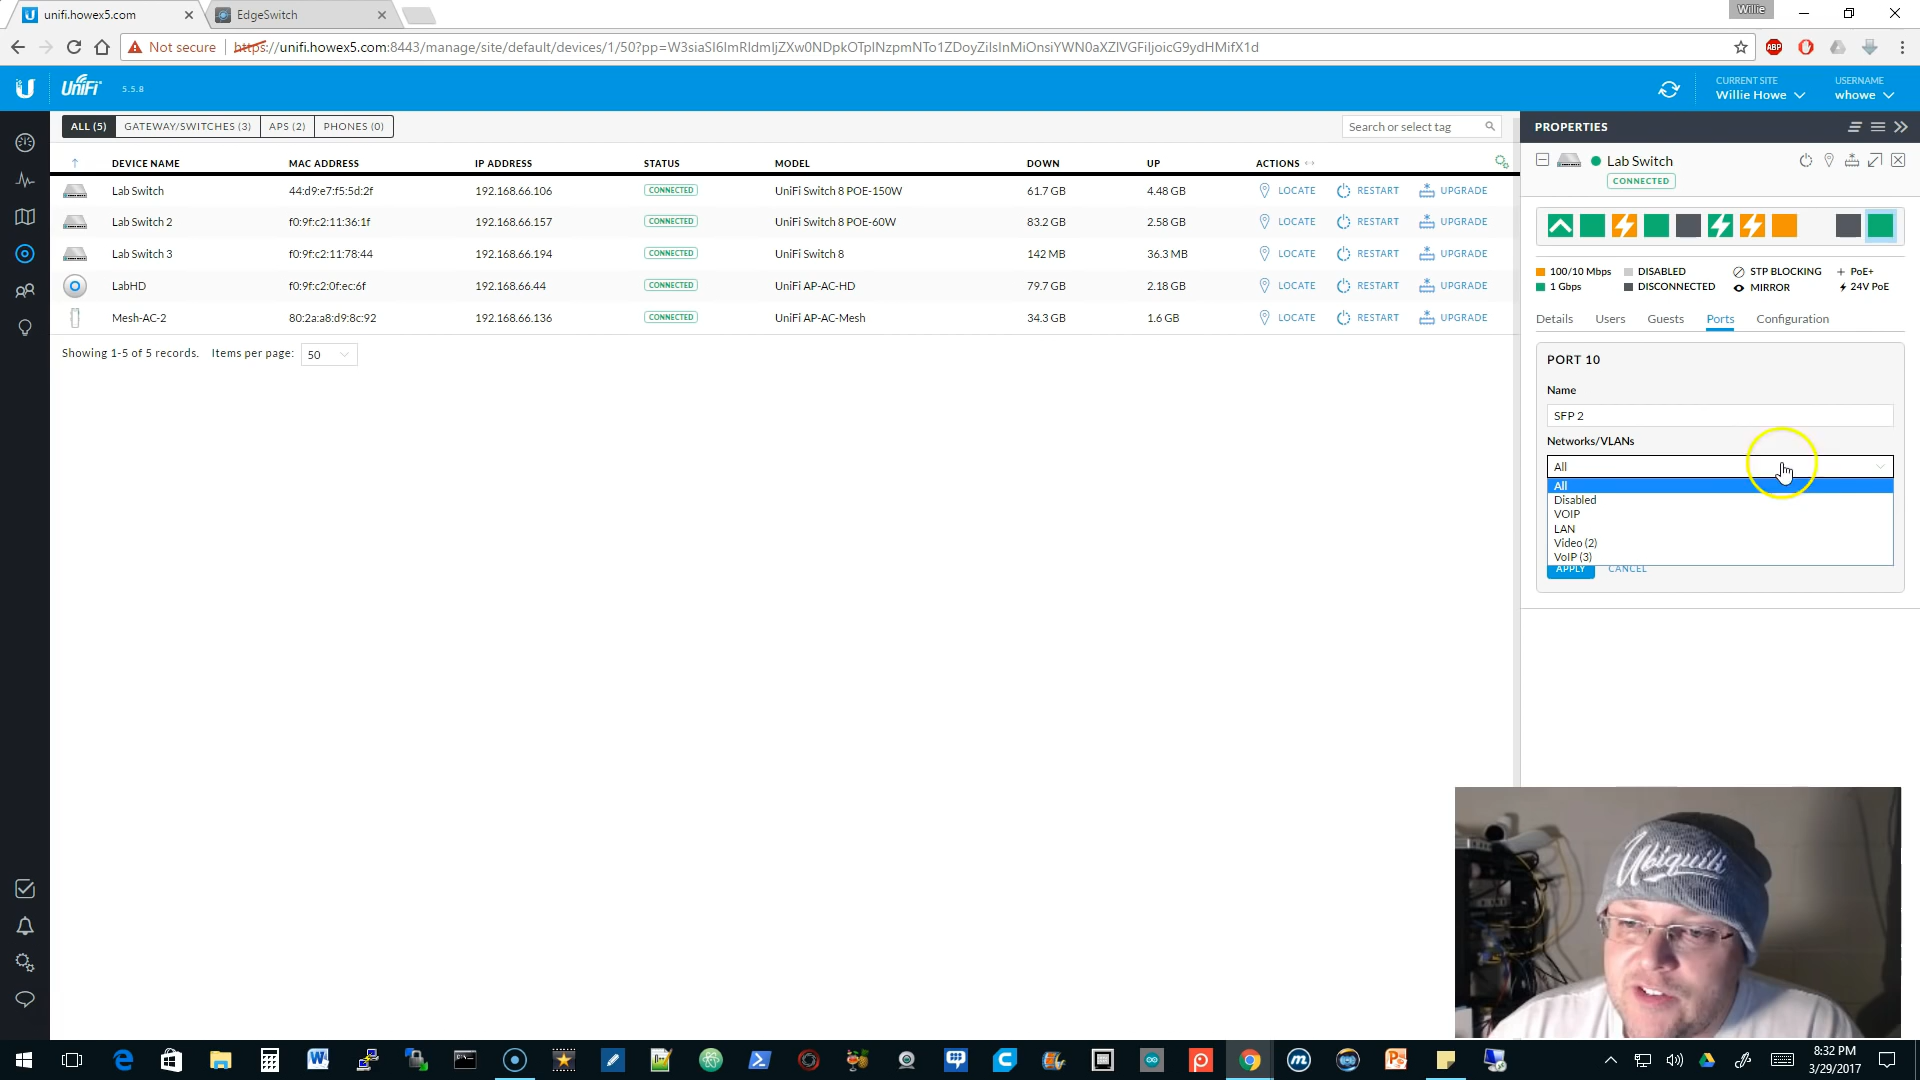 unifi.howex5.com
EdgeSwitch
Willie
Not secure
https://unifi.howex5.com:8443/manage/site/default/devices/1/50?pp=W3siaSI6ImRldmljZXw0NDpkOTplNzpmNTo1ZDoyZiIsInMiOnsiYWN0aXZlVGFiIjoicG9ydHMifX1d
ABP
UniFi
5.5.8
CURRENT SITE
Willie Howe
USERNAME
whowe
ALL (5)
GATEWAY/SWITCHES (3)
APS (2)
PHONES (0)
Search or select tag
DEVICE NAME MAC ADDRESS IP ADDRESS STATUS MODEL DOWN UP ACTIONS
Lab Switch 44:d9:e7:f5:5d:2f 192.168.66.106 CONNECTED UniFi Switch 8 POE-150W 61.7 GB 4.48 GB LOCATE RESTART UPGRADE
Lab Switch 2 f0:9f:c2:11:36:1f 192.168.66.157 CONNECTED UniFi Switch 8 POE-60W 83.2 GB 2.58 GB LOCATE RESTART UPGRADE
Lab Switch 3 f0:9f:c2:11:78:44 192.168.66.194 CONNECTED UniFi Switch 8 142 MB 36.3 MB LOCATE RESTART UPGRADE
LabHD f0:9f:c2:0f:ec:6f 192.168.66.44 CONNECTED UniFi AP-AC-HD 79.7 GB 2.18 GB LOCATE RESTART UPGRADE
Mesh-AC-2 80:2a:a8:d9:8c:92 192.168.66.136 CONNECTED UniFi AP-AC-Mesh 34.3 GB 1.6 GB LOCATE RESTART UPGRADE
Showing 1-5 of 5 records. Items per page: 50
PROPERTIES
Lab Switch
CONNECTED
100/10 Mbps DISABLED STP BLOCKING PoE+
1 Gbps DISCONNECTED MIRROR 24V PoE
Details Users Guests Ports Configuration
PORT 10
Name
SFP 2
Networks/VLANs
All
All
Disabled
VOIP
LAN
Video (2)
VoIP (3)
APPLY CANCEL
Ubiquiti
8:32 PM
3/29/2017